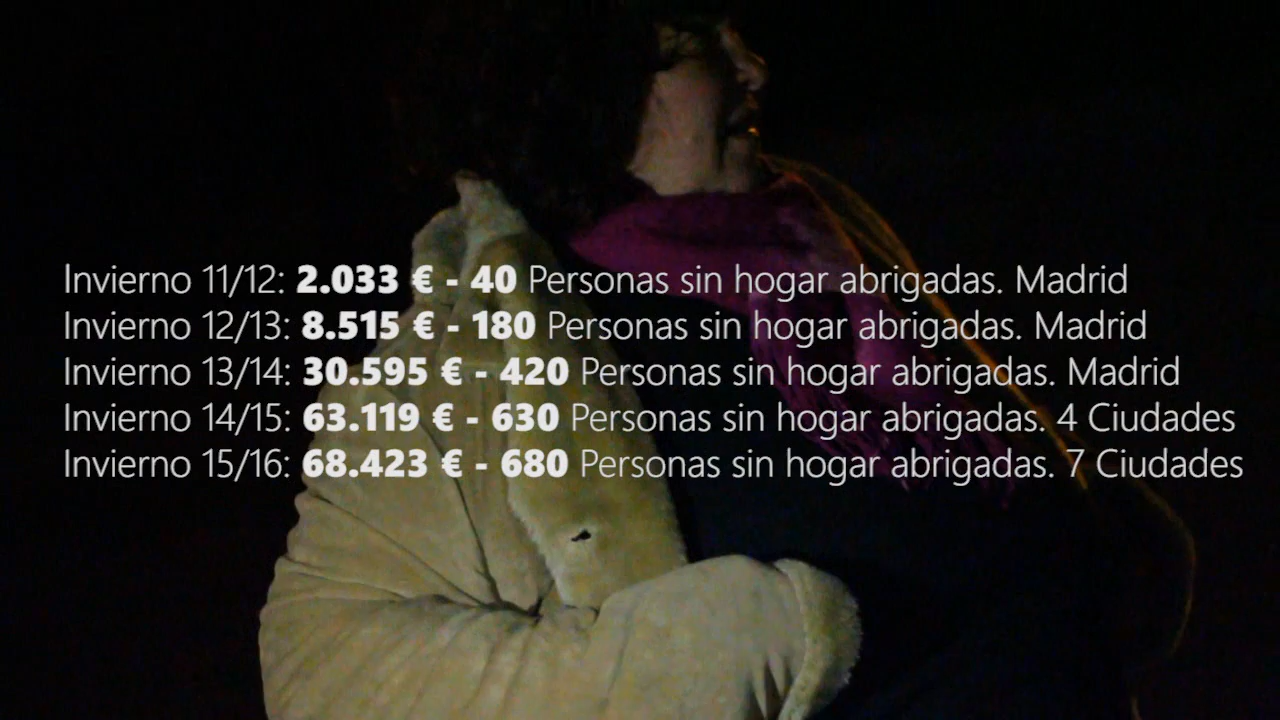 Invierno 11/12: 2.033 € - 40 Personas sin hogar abrigadas. Madrid
Invierno 12/13: 8.515 € - 180 Personas sin hogar abrigadas. Madrid
Invierno 13/14: 30.595 € - 420 Personas sin hogar abrigadas. Madrid
Invierno 14/15: 63.119 € - 630 Personas sin hogar abrigadas. 4 Ciudades
Invierno 15/16: 68.423 € - 680 Personas sin hogar abrigadas. 7 Ciudades